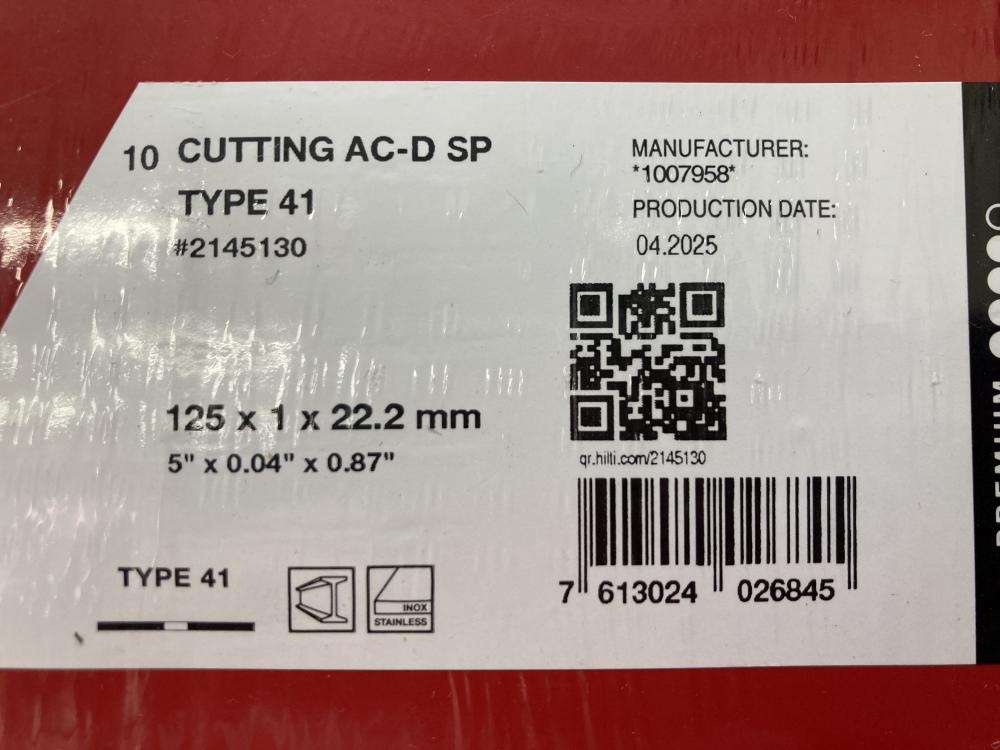 10 CUTTING AC-D SP
TYPE 41
#2145130
125 x 1 x 22.2 mm
5" x 0.04" x 0.87"
TYPE 41
INOX
STAINLESS
MANUFACTURER:
*1007958*
PRODUCTION DATE:
04.2025
qr.hilti.com/2145130
7 613024 026845
PREMIUM